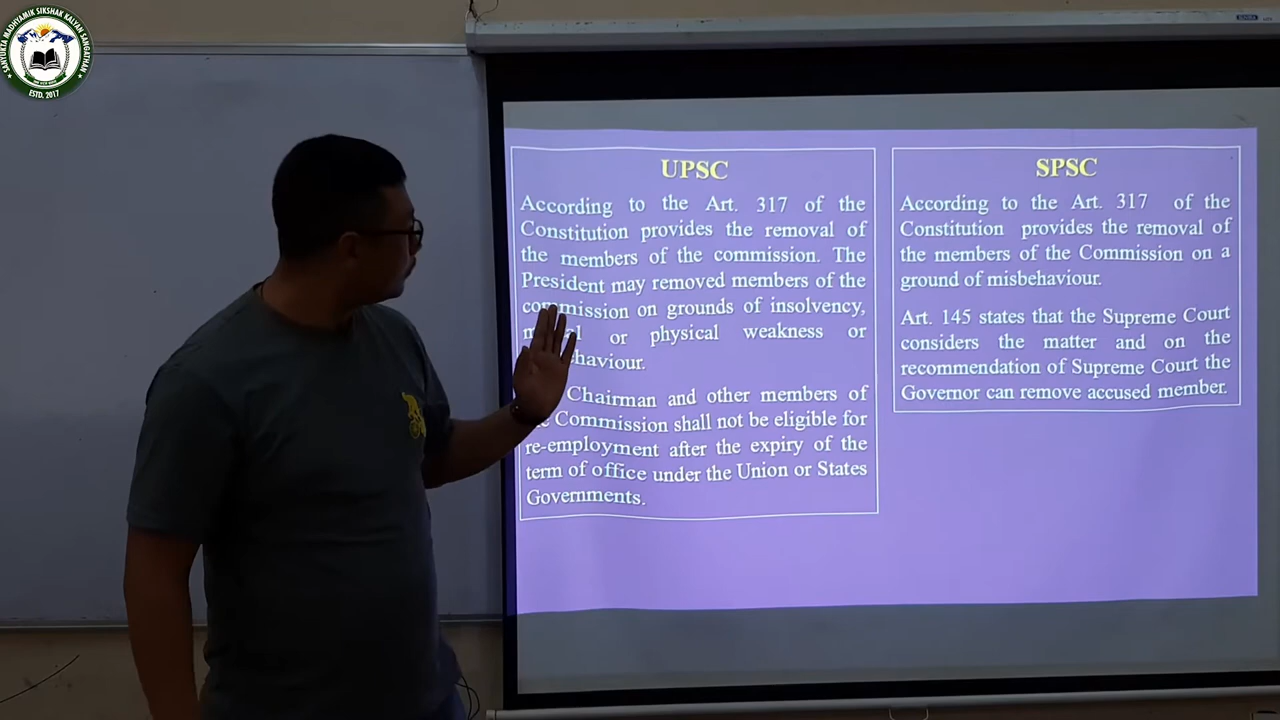 SANYUKTA MADHYAMIK SIKSHAK KALYAN SANGATHAN
ESTD. 2017
UPSC
According to the Art. 317 of the
Constitution provides the removal of
the members of the commission. The
President may removed members of the
commission on grounds of insolvency,
or physical weakness or
haviour.
Chairman and other members of
Commission shall not be eligible for
re-employment after the expiry of the
term of office under the Union or States
Governments.
SPSC
According to the Art. 317 of the
Constitution provides the removal of
the members of the Commission on a
ground of misbehaviour.
Art. 145 states that the Supreme Court
considers the matter and on the
recommendation of Supreme Court the
Governor can remove accused member.